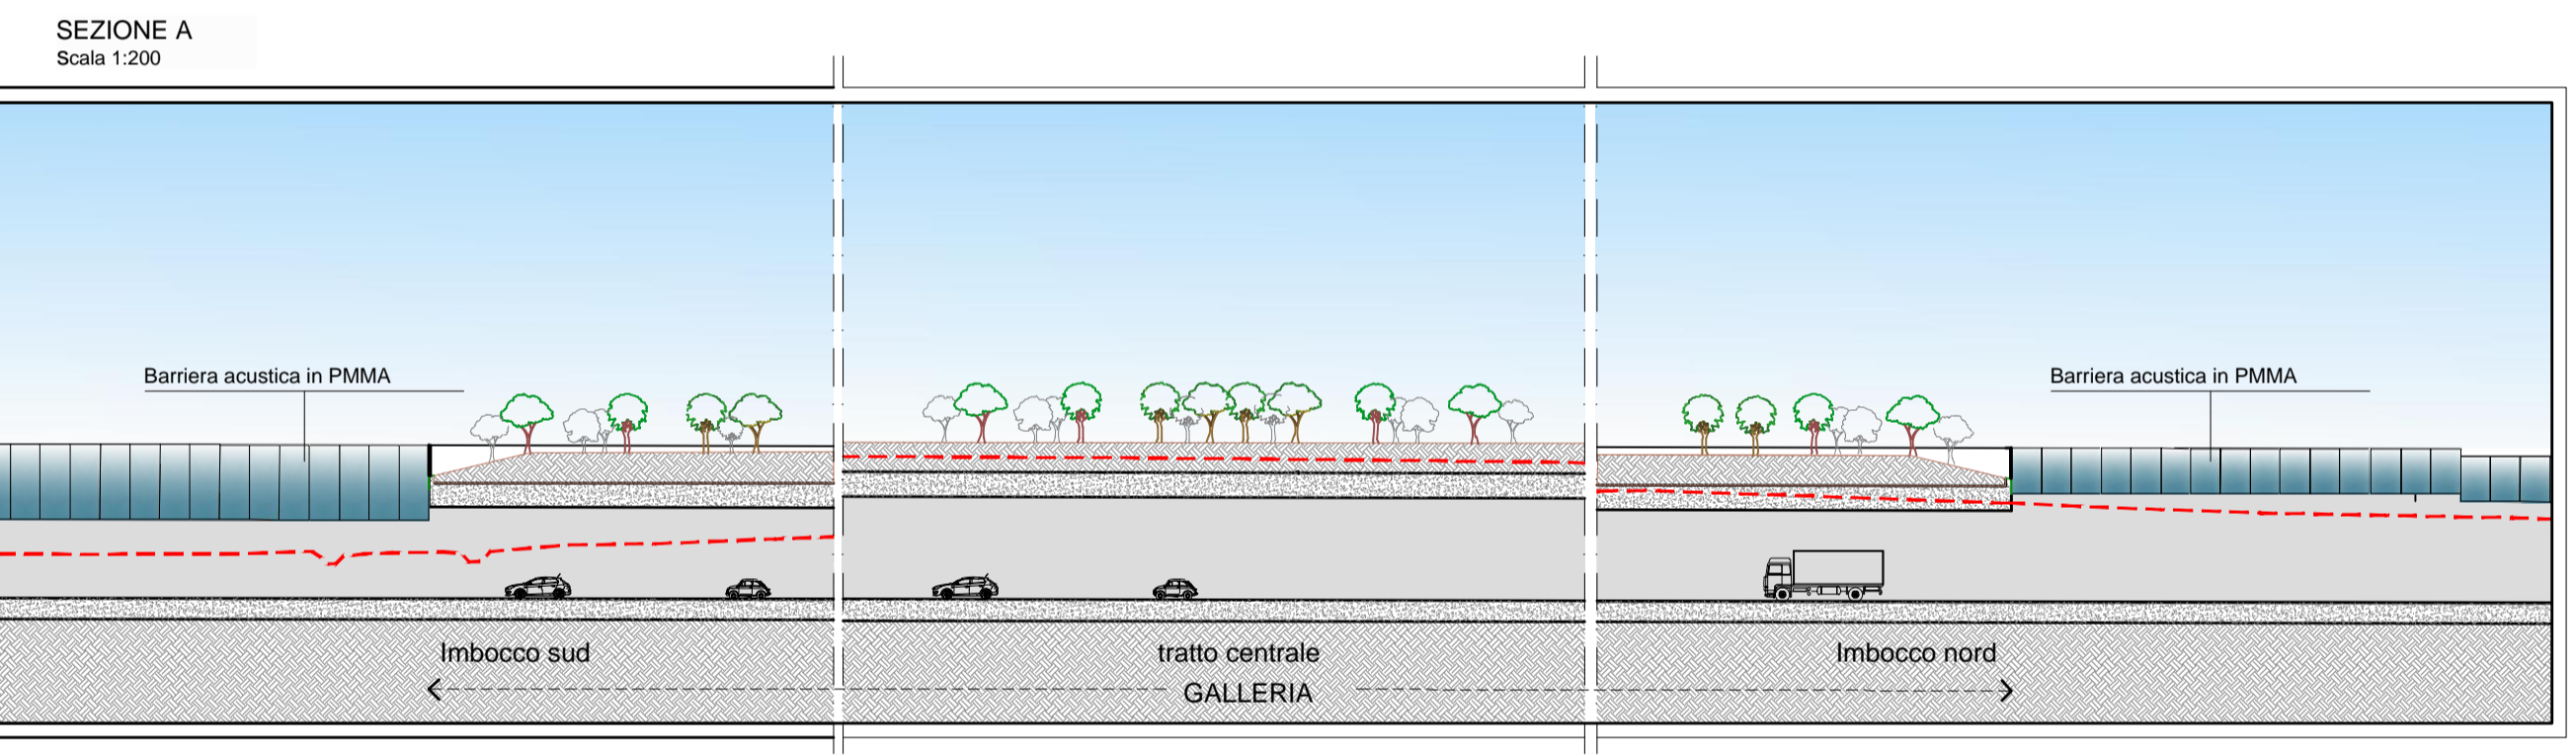 SEZIONE A
Scala 1:200
Barriera acustica in PMMA
Barriera acustica in PMMA
Imbocco sud
tratto centrale
Imbocco nord
GALLERIA